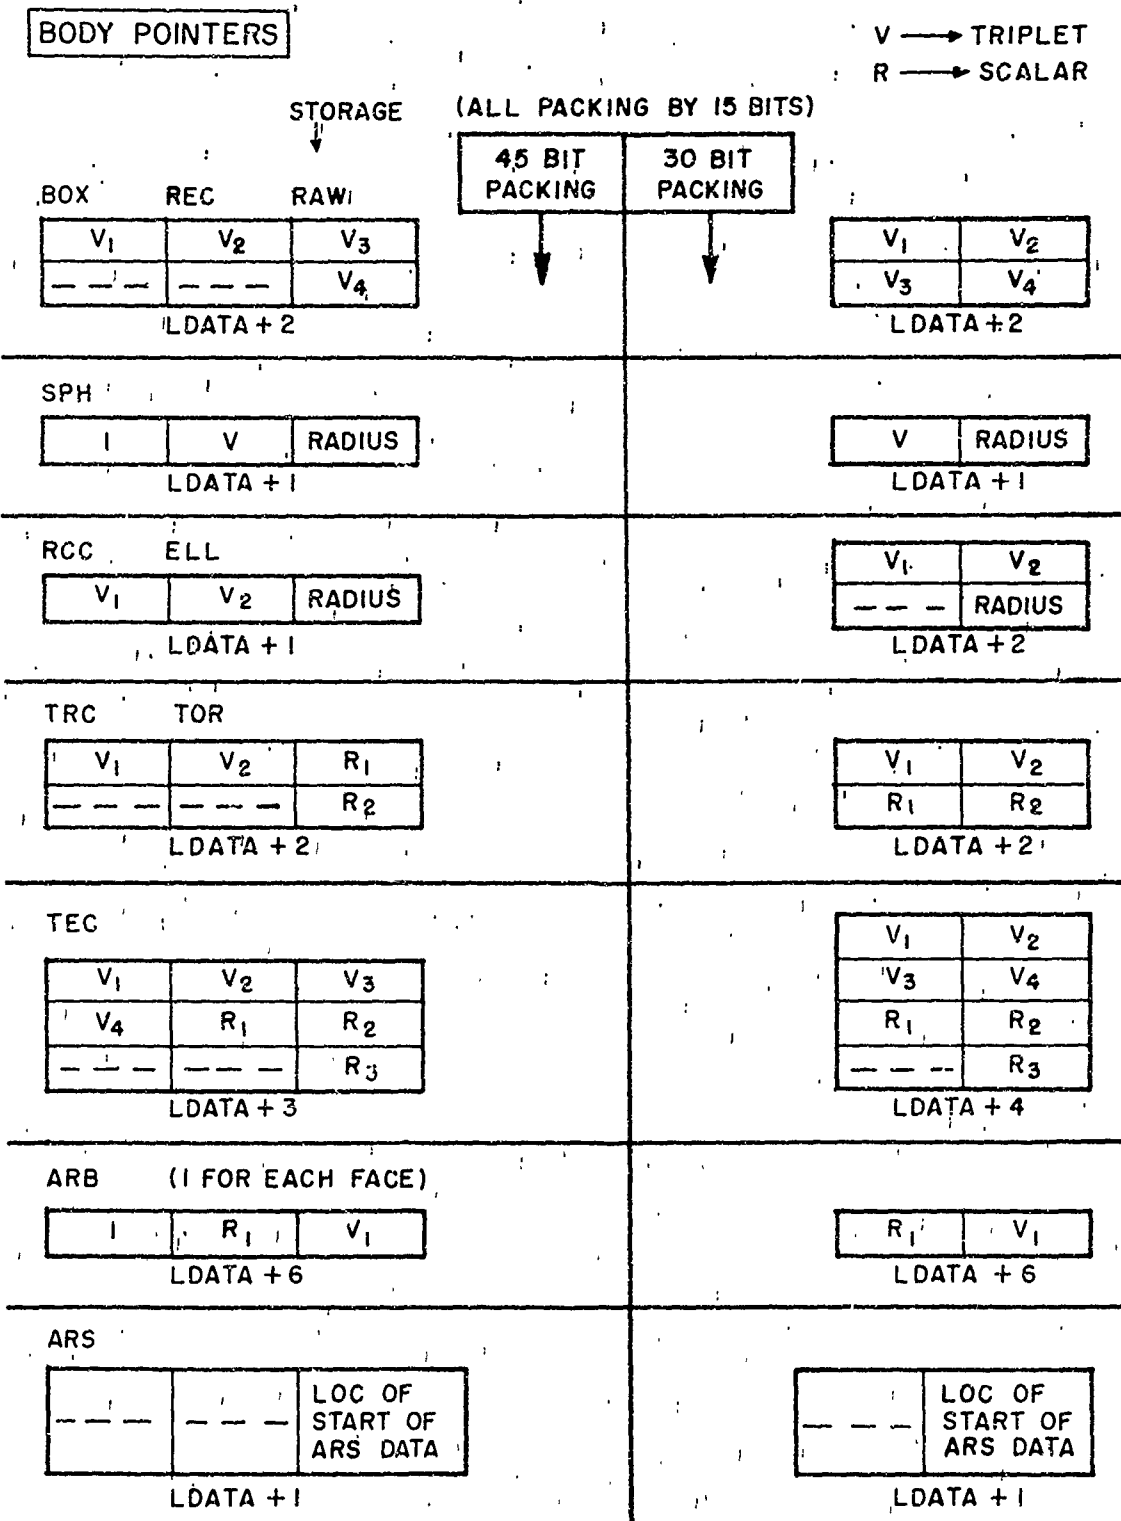 BODY POINTERS
V → TRIPLET
R → SCALAR
STORAGE
(ALL PACKING BY 15 BITS)
45 BIT PACKING
30 BIT PACKING
BOX REC RAW
V₁ V₂ V₃
– – – – – – V₄
LDATA + 2
V₁ V₂
V₃ V₄
LDATA + 2
SPH
I V RADIUS
LDATA + 1
V RADIUS
LDATA + 1
RCC ELL
V₁ V₂ RADIUS
LDATA + 1
V₁ V₂
– – – RADIUS
LDATA + 2
TRC TOR
V₁ V₂ R₁
– – – – – – R₂
LDATA + 2
V₁ V₂
R₁ R₂
LDATA + 2
TEC
V₁ V₂ V₃
V₄ R₁ R₂
– – – – – – R₃
LDATA + 3
V₁ V₂
V₃ V₄
R₁ R₂
– – – R₃
LDATA + 4
ARB (1 FOR EACH FACE)
I R₁ V₁
LDATA + 6
R₁ V₁
LDATA + 6
ARS
– – – – – – LOC OF
START OF
ARS DATA
LDATA + 1
– – – LOC OF
START OF
ARS DATA
LDATA + 1